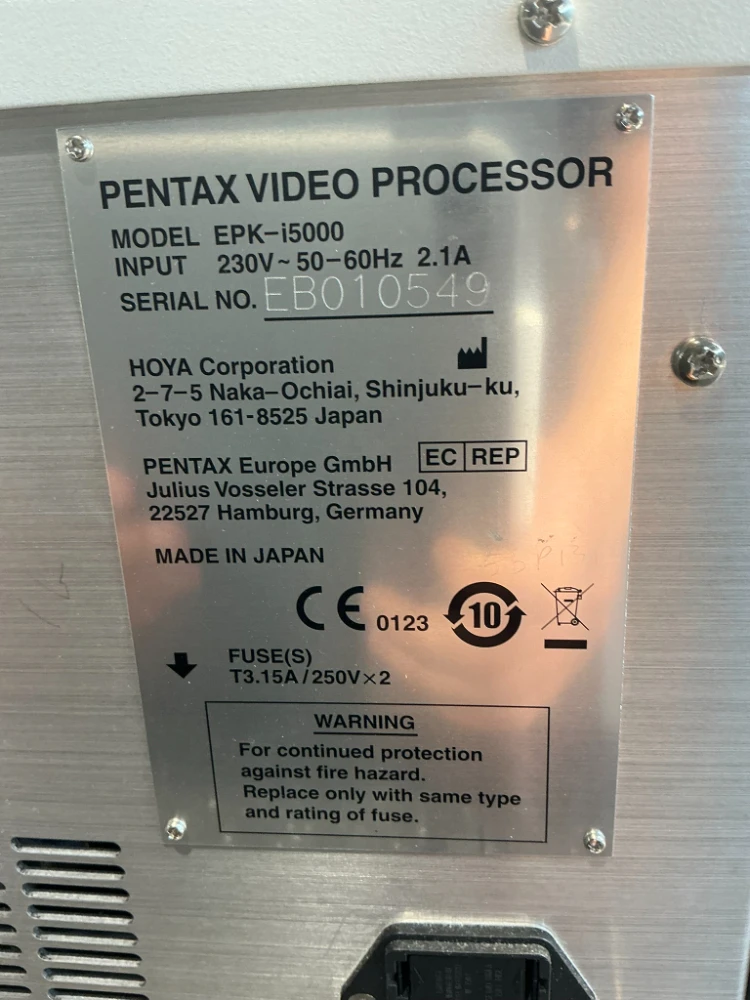 PENTAX VIDEO PROCESSOR
MODEL EPK-i5000
INPUT 230V~50-60Hz 2.1A
SERIAL NO. EB010549
HOYA Corporation
2-7-5 Naka-Ochiai, Shinjuku-ku,
Tokyo 161-8525 Japan
PENTAX Europe GmbH EC REP
Julius Vosseler Strasse 104,
22527 Hamburg, Germany
MADE IN JAPAN
CE 0123 10
FUSE(S)
T3.15A/250V×2
WARNING
For continued protection
against fire hazard.
Replace only with same type
and rating of fuse.